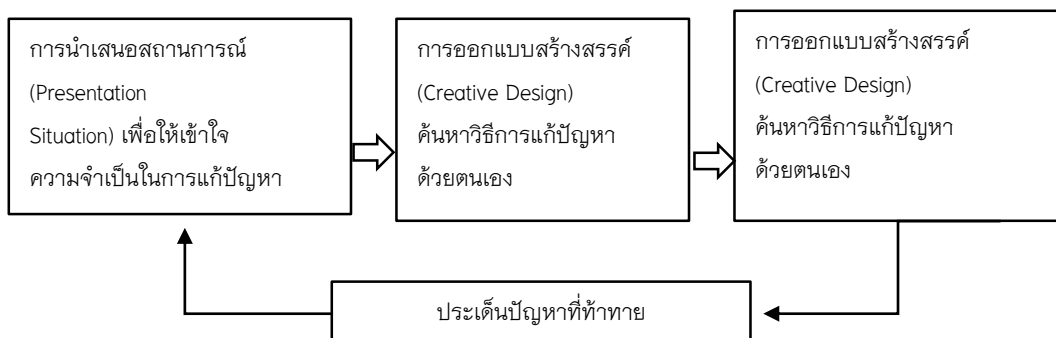 การนำเสนอสถานการณ์
(Presentation
Situation) เพื่อให้เข้าใจ
ความจำเป็นในการแก้ปัญหา
การออกแบบสร้างสรรค์
(Creative Design)
ค้นหาวิธีการแก้ปัญหา
ด้วยตนเอง
การออกแบบสร้างสรรค์
(Creative Design)
ค้นหาวิธีการแก้ปัญหา
ด้วยตนเอง
ประเด็นปัญหาที่ท้าทาย